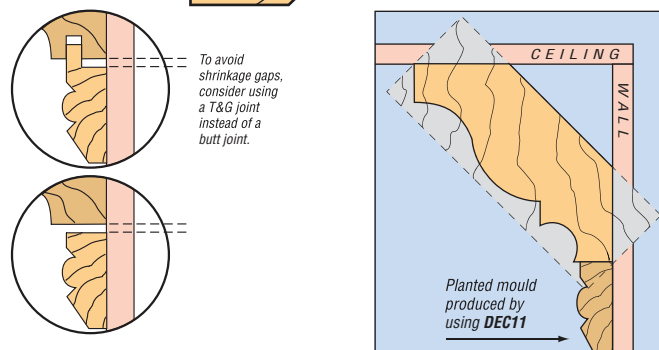 To avoid
shrinkage gaps,
consider using
a T&G joint
instead of a
butt joint.
CEILING
WALL
Planted mould
produced by
using DEC11